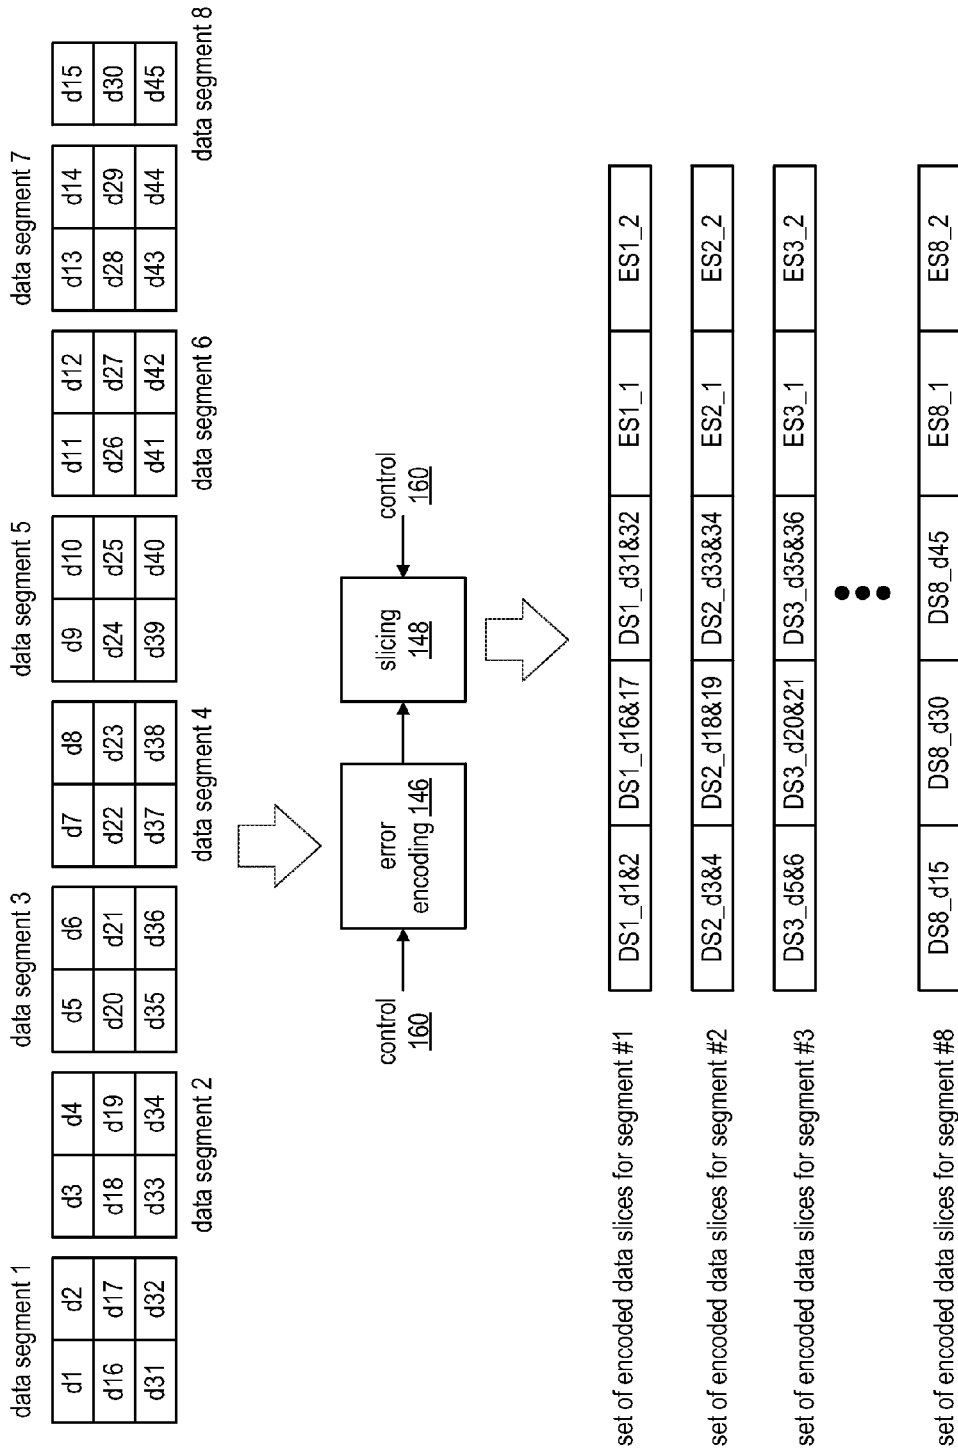 data segment 1
d1 d2
d16 d17
d31 d32
d3 d4
d18 d19
d33 d34
data segment 2
data segment 3
d5 d6
d20 d21
d35 d36
d7 d8
d22 d23
d37 d38
data segment 4
data segment 5
d9 d10
d24 d25
d39 d40
d11 d12
d26 d27
d41 d42
data segment 6
data segment 7
d13 d14
d28 d29
d43 d44
d15
d30
d45
data segment 8
control
160
error
encoding 146
slicing
148
control
160
set of encoded data slices for segment #1
DS1_d1&2 DS1_d16&17 DS1_d31&32 ES1_1 ES1_2
set of encoded data slices for segment #2
DS2_d3&4 DS2_d18&19 DS2_d33&34 ES2_1 ES2_2
set of encoded data slices for segment #3
DS3_d5&6 DS3_d20&21 DS3_d35&36 ES3_1 ES3_2
set of encoded data slices for segment #8
DS8_d15 DS8_d30 DS8_d45 ES8_1 ES8_2